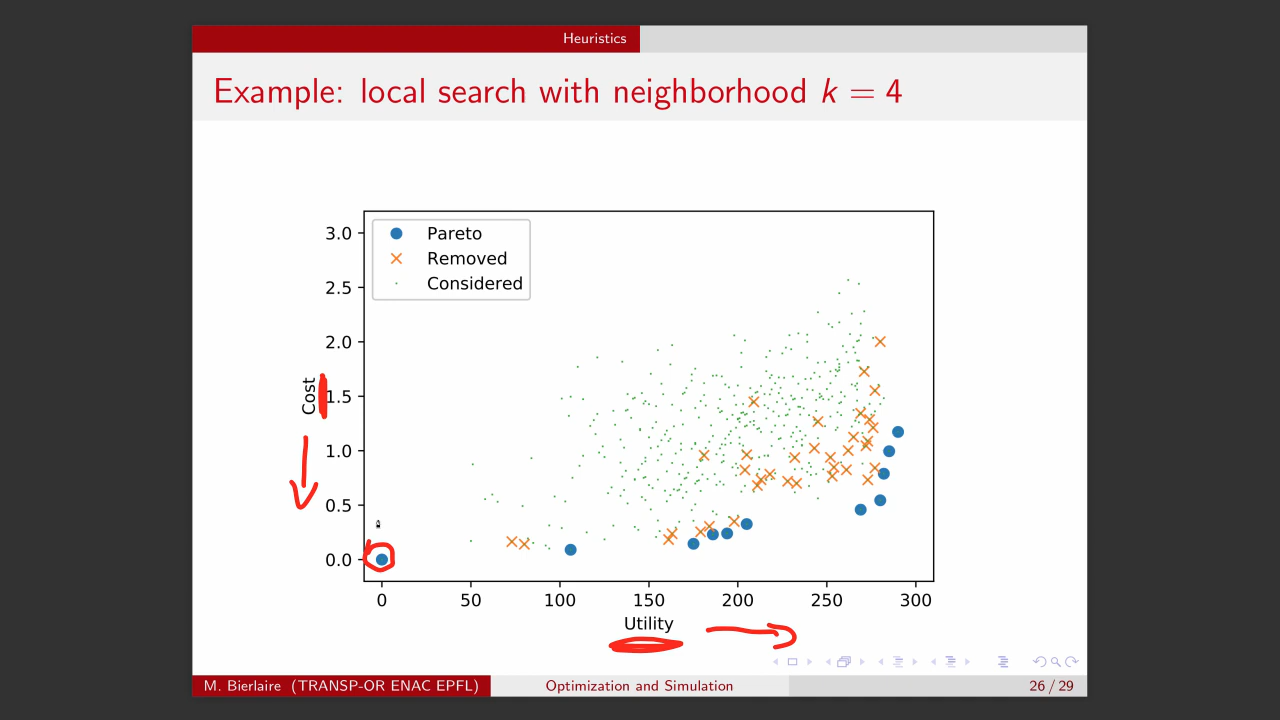 Heuristics
Example: local search with neighborhood k = 4
3.0
2.5
2.0
1.5
1.0
0.5
0.0
Cost
Pareto
Removed
Considered
0 50 100 150 200 250 300
Utility
M. Bierlaire (TRANSP-OR ENAC EPFL) Optimization and Simulation 26 / 29